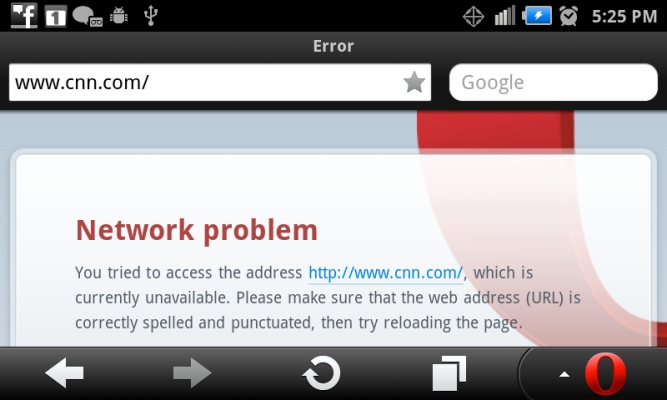 1
5:25 PM
Error
www.cnn.com/
Google
Network problem
You tried to access the address http://www.cnn.com/, which is
currently unavailable. Please make sure that the web address (URL) is
correctly spelled and punctuated, then try reloading the page.